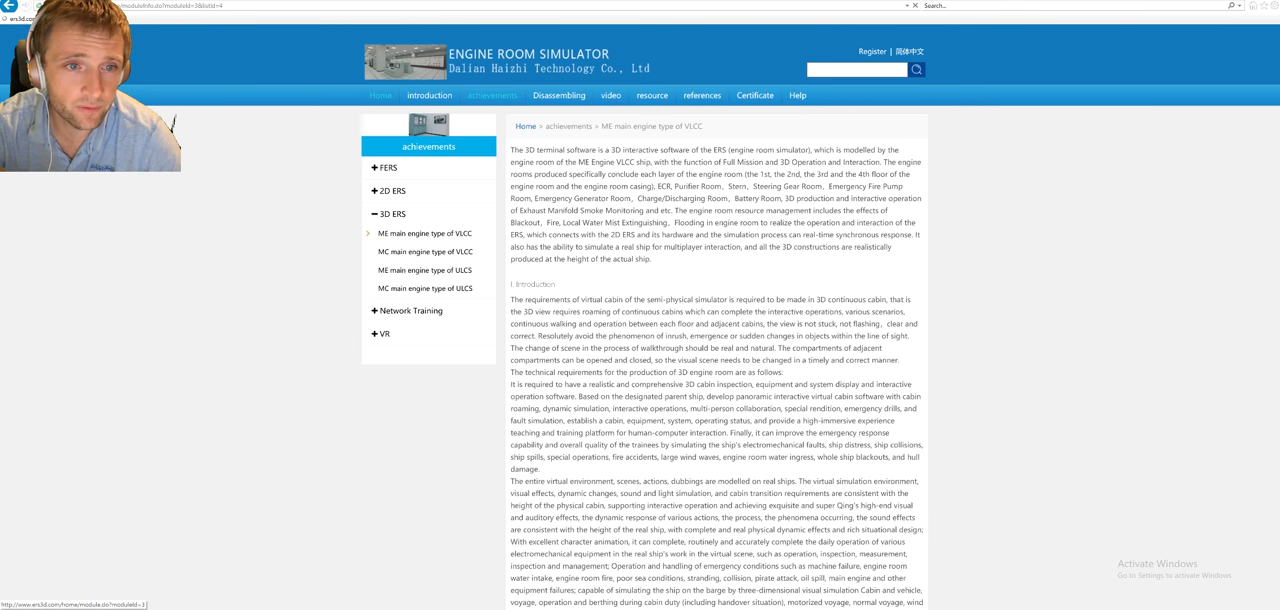 /moduleInfo.do?moduleId=3&listId=4
Search...
ers3d.com
Register | 简体中文
ENGINE ROOM SIMULATOR
Dalian Haizhi Technology Co., Ltd
Home introduction achievements Disassembling video resource references Certificate Help
achievements
FERS
2D ERS
3D ERS
ME main engine type of VLCC
MC main engine type of VLCC
ME main engine type of ULCS
MC main engine type of ULCS
Network Training
VR
Home > achievements > ME main engine type of VLCC
The 3D terminal software is a 3D interactive software of the ERS (engine room simulator), which is modelled by the
engine room of the ME Engine VLCC ship, with the function of Full Mission and 3D Operation and Interaction. The engine
rooms produced specifically conclude each layer of the engine room (the 1st, the 2nd, the 3rd and the 4th floor of the
engine room and the engine room casing), ECR, Purifier Room，Stern，Steering Gear Room，Emergency Fire Pump
Room, Emergency Generator Room，Charge/Discharging Room，Battery Room, 3D production and interactive operation
of Exhaust Manifold Smoke Monitoring and etc. The engine room resource management includes the effects of
Blackout，Fire, Local Water Mist Extinguishing，Flooding in engine room to realize the operation and interaction of the
ERS, which connects with the 2D ERS and its hardware and the simulation process can real-time synchronous response. It
also has the ability to simulate a real ship for multiplayer interaction, and all the 3D constructions are realistically
produced at the height of the actual ship.
I. Introduction
The requirements of virtual cabin of the semi-physical simulator is required to be made in 3D continuous cabin, that is
the 3D view requires roaming of continuous cabins which can complete the interactive operations, various scenarios,
continuous walking and operation between each floor and adjacent cabins, the view is not stuck, not flashing，clear and
correct. Resolutely avoid the phenomenon of inrush, emergence or sudden changes in objects within the line of sight.
The change of scene in the process of walkthrough should be real and natural. The compartments of adjacent
compartments can be opened and closed, so the visual scene needs to be changed in a timely and correct manner.
The technical requirements for the production of 3D engine room are as follows:
It is required to have a realistic and comprehensive 3D cabin inspection, equipment and system display and interactive
operation software. Based on the designated parent ship, develop panoramic interactive virtual cabin software with cabin
roaming, dynamic simulation, interactive operations, multi-person collaboration, special rendition, emergency drills, and
fault simulation, establish a cabin, equipment, system, operating status, and provide a high-immersive experience
teaching and training platform for human-computer interaction. Finally, it can improve the emergency response
capability and overall quality of the trainees by simulating the ship's electromechanical faults, ship distress, ship collisions,
ship spills, special operations, fire accidents, large wind waves, engine room water ingress, whole ship blackouts, and hull
damage.
The entire virtual environment, scenes, actions, dubbings are modelled on real ships. The virtual simulation environment,
visual effects, dynamic changes, sound and light simulation, and cabin transition requirements are consistent with the
height of the physical cabin, supporting interactive operation and achieving exquisite and super Qing's high-end visual
and auditory effects, the dynamic response of various actions, the process, the phenomena occurring, the sound effects
are consistent with the height of the real ship, with complete and real physical dynamic effects and rich situational design;
With excellent character animation, it can complete, routinely and accurately complete the daily operation of various
electromechanical equipment in the real ship's work in the virtual scene, such as operation, inspection, measurement,
inspection and management; Operation and handling of emergency conditions such as machine failure, engine room
water intake, engine room fire, poor sea conditions, stranding, collision, pirate attack, oil spill, main engine and other
equipment failures; capable of simulating the ship on the barge by three-dimensional visual simulation Cabin and vehicle,
voyage, operation and berthing during cabin duty (including handover situation), motorized voyage, normal voyage, wind
Activate Windows
Go to Settings to activate Windows.
http://www.ers3d.com/home/module.do?moduleId=3